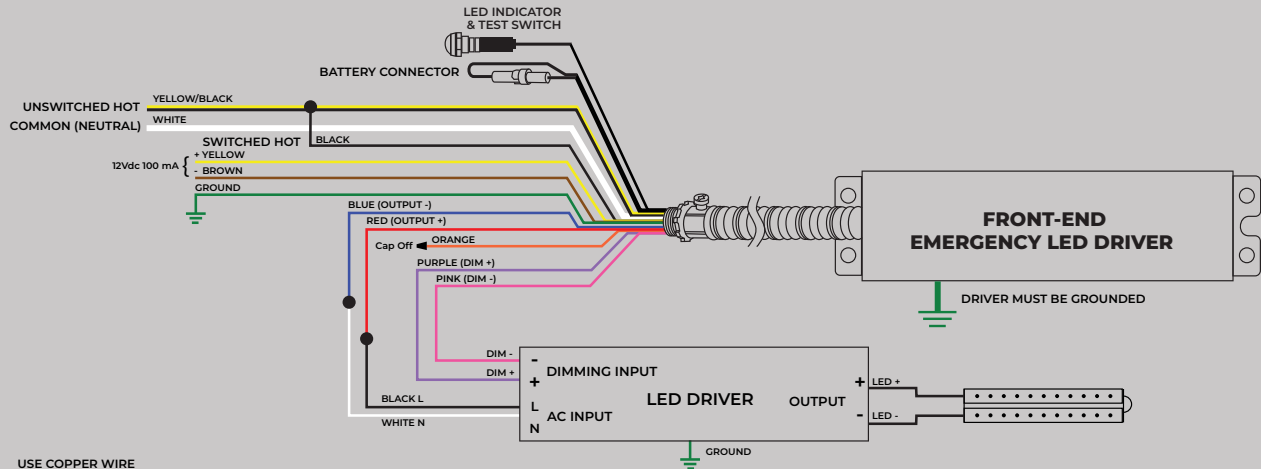 LED INDICATOR
& TEST SWITCH
BATTERY CONNECTOR
UNSWITCHED HOT
YELLOW/BLACK
COMMON (NEUTRAL)
WHITE
SWITCHED HOT
BLACK
12Vdc 100 mA {
+ YELLOW
- BROWN
GROUND
BLUE (OUTPUT -)
RED (OUTPUT +)
Cap Off
ORANGE
PURPLE (DIM +)
PINK (DIM -)
FRONT-END
EMERGENCY LED DRIVER
DRIVER MUST BE GROUNDED
DIM -
-
DIMMING INPUT
DIM +
+
BLACK L
L
AC INPUT
WHITE N
N
LED DRIVER
OUTPUT
+
LED +
-
LED -
GROUND
USE COPPER WIRE